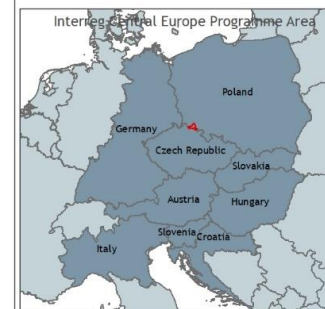 Interreg Central Europe Programme Area
Poland
Germany
Czech Republic
Slovakia
Austria
Hungary
Slovenia
Croatia
Italy